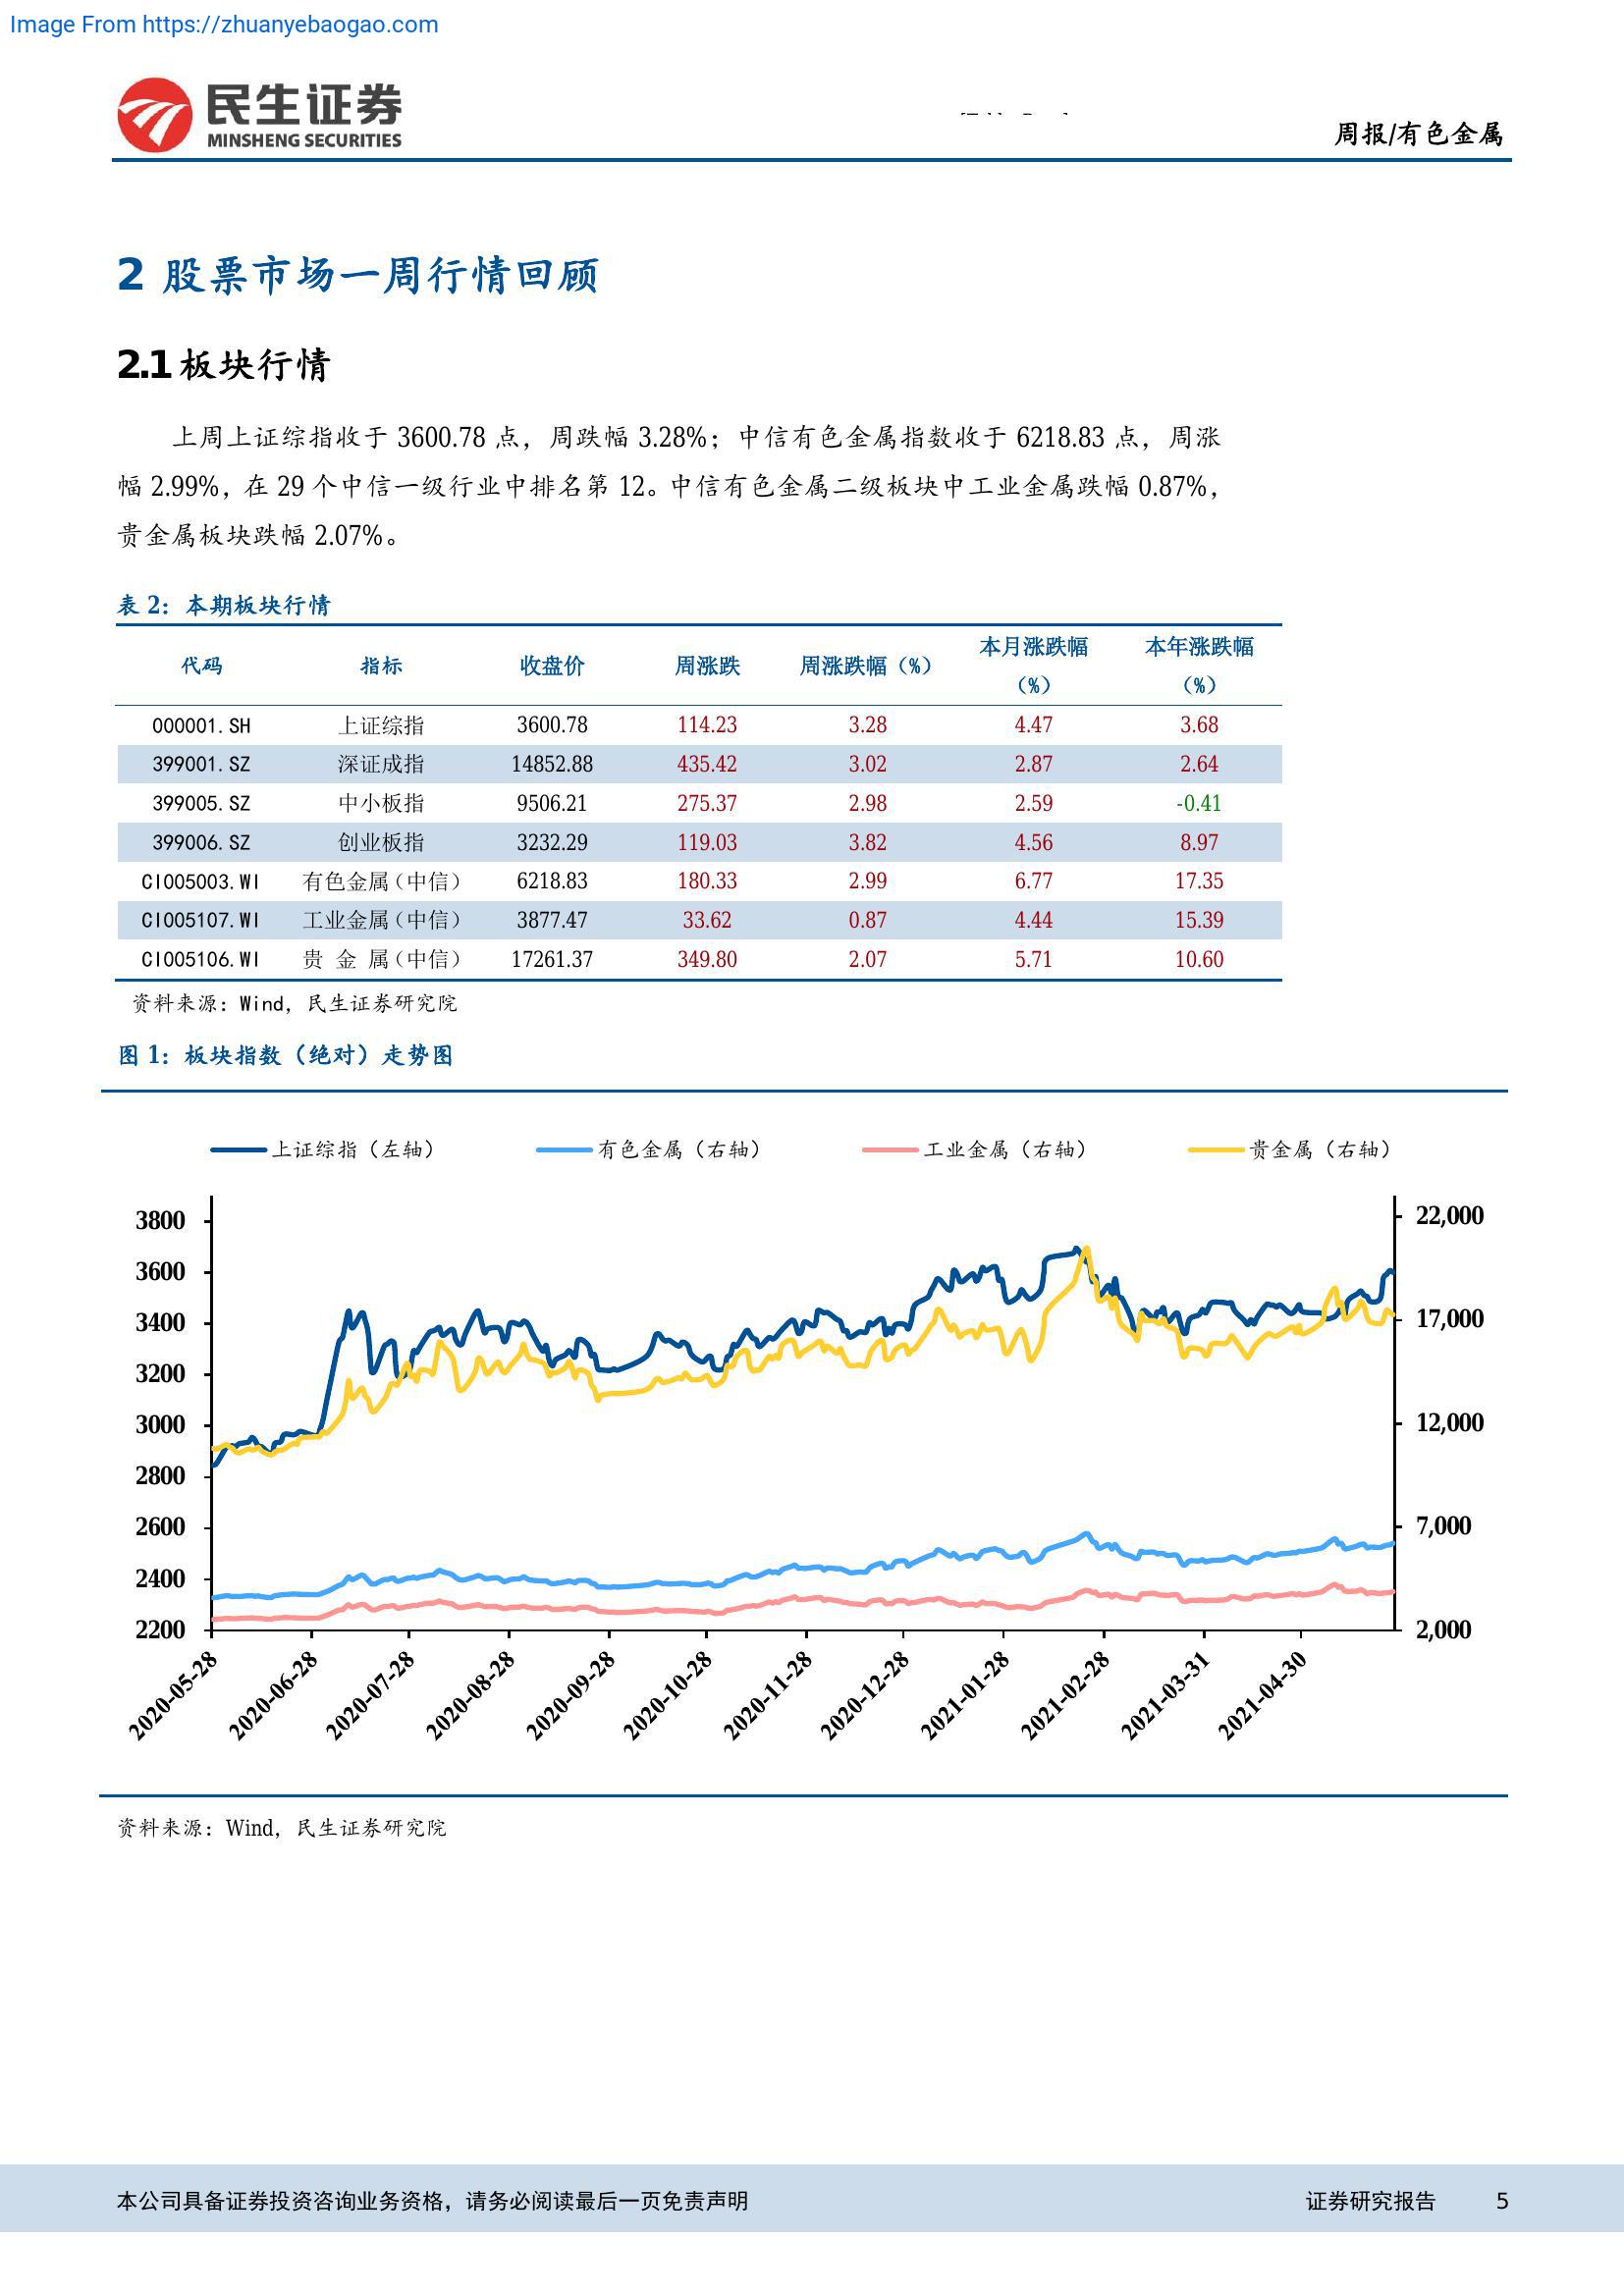 Image From https://zhuanyebaogao.com
民生证券
MINSHENG SECURITIES
周报/有色金属
2 股票市场一周行情回顾
2.1 板块行情
上周上证综指收于 3600.78 点，周跌幅 3.28%；中信有色金属指数收于 6218.83 点，周涨
幅 2.99%，在 29 个中信一级行业中排名第 12。中信有色金属二级板块中工业金属跌幅 0.87%，
贵金属板块跌幅 2.07%。
表 2：本期板块行情
代码 指标 收盘价 周涨跌 周涨跌幅（%） 本月涨跌幅（%） 本年涨跌幅（%）
000001.SH 上证综指 3600.78 114.23 3.28 4.47 3.68
399001.SZ 深证成指 14852.88 435.42 3.02 2.87 2.64
399005.SZ 中小板指 9506.21 275.37 2.98 2.59 -0.41
399006.SZ 创业板指 3232.29 119.03 3.82 4.56 8.97
CI005003.WI 有色金属（中信） 6218.83 180.33 2.99 6.77 17.35
CI005107.WI 工业金属（中信） 3877.47 33.62 0.87 4.44 15.39
CI005106.WI 贵 金 属（中信） 17261.37 349.80 2.07 5.71 10.60
资料来源：Wind，民生证券研究院
图 1：板块指数（绝对）走势图
上证综指（左轴） 有色金属（右轴） 工业金属（右轴） 贵金属（右轴）
3800
3600
3400
3200
3000
2800
2600
2400
2200
22,000
17,000
12,000
7,000
2,000
2020-05-28
2020-06-28
2020-07-28
2020-08-28
2020-09-28
2020-10-28
2020-11-28
2020-12-28
2021-01-28
2021-02-28
2021-03-31
2021-04-30
资料来源：Wind，民生证券研究院
本公司具备证券投资咨询业务资格，请务必阅读最后一页免责声明 证券研究报告 5